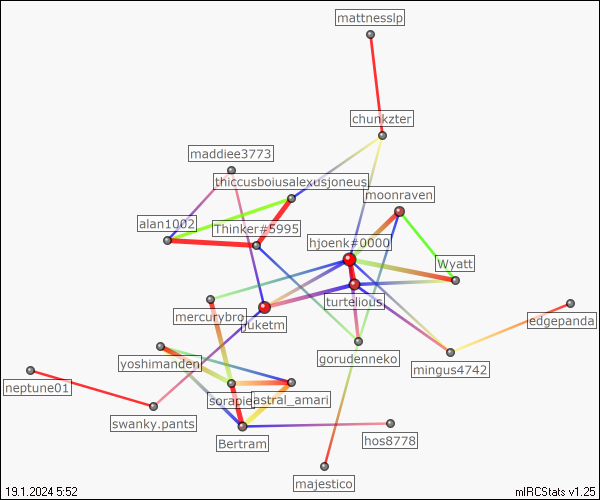 mattnesslp
chunkzter
maddiee3773
thiccusboiusalexusjoneus
moonraven
alan1002
Thinker#5995
hjoenk#0000
Wyatt
turtelious
mercurybro
ruketm
edgepanda
gorudenneko
yoshimanden
mingus4742
neptune01
sorapie
astral_amari
swanky.pants
Bertram
hos8778
majestico
19.1.2024 5:52
mIRCStats v1.25